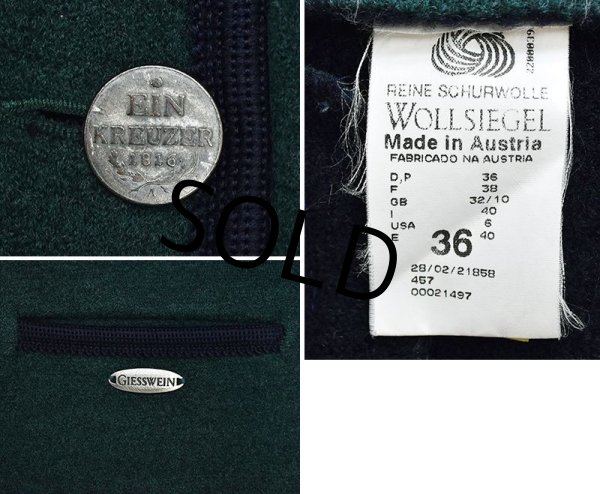 EIN
KREUZER
1816
A
REINE SCHURWOLLE
WOLLSIEGEL
Made in Austria
FABRICADO NA AUSTRIA
D,P 36
F 38
GB 32/10
I 40
USA 6
E 40
36
28/02/21858
457
00021497
GIESSWEIN
SOLD